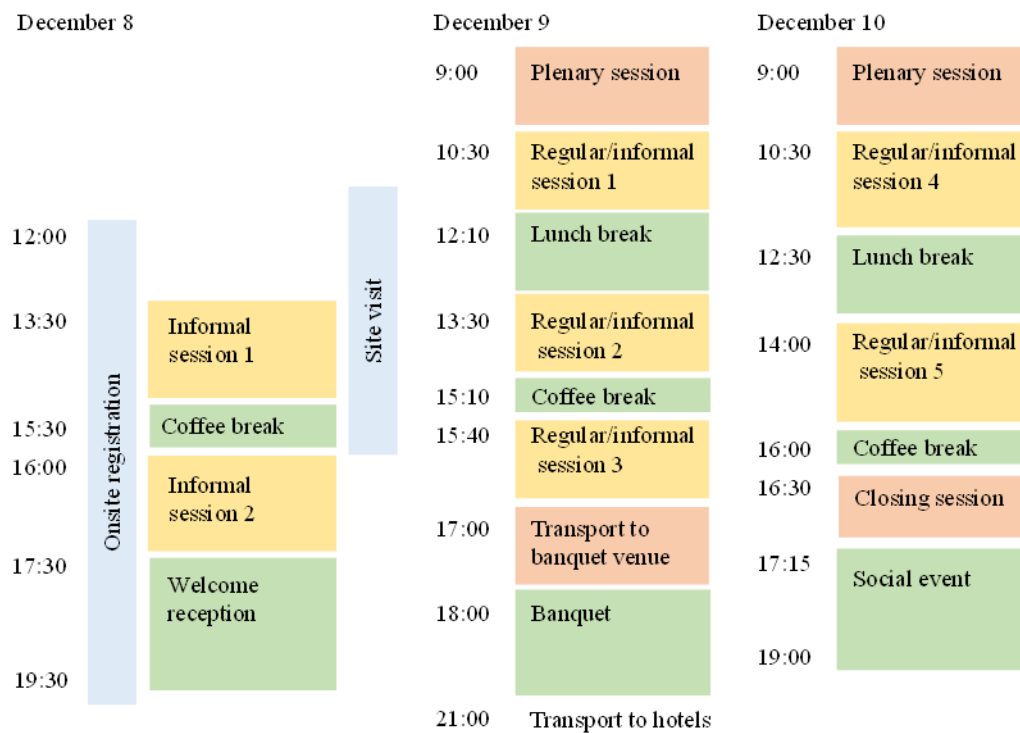 December 8
12:00
13:30
15:30
16:00
17:30
19:30
Onsite registration
Informal
session 1
Coffee break
Informal
session 2
Welcome
reception
Site visit
December 9
9:00
Plenary session
10:30
Regular/informal
session 1
12:10
Lunch break
13:30
Regular/informal
session 2
15:10
Coffee break
15:40
Regular/informal
session 3
17:00
Transport to
banquet venue
18:00
Banquet
21:00
Transport to hotels
December 10
9:00
Plenary session
10:30
Regular/informal
session 4
12:30
Lunch break
14:00
Regular/informal
session 5
16:00
Coffee break
16:30
Closing session
17:15
Social event
19:00